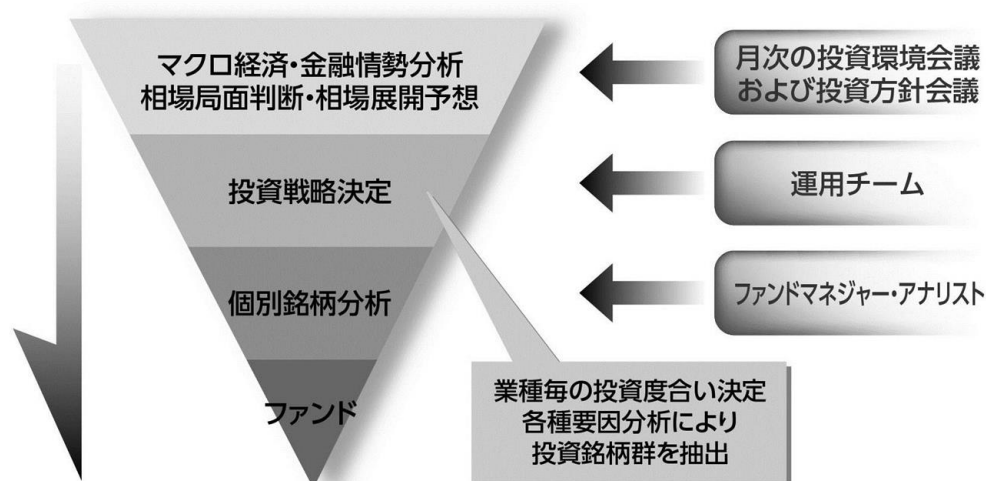 マクロ経済・金融情勢分析
相場局面判断・相場展開予想
月次の投資環境会議
および投資方針会議
投資戦略決定
運用チーム
個別銘柄分析
ファンドマネジャー・アナリスト
業種毎の投資度合い決定
各種要因分析により
投資銘柄群を抽出
ファンド